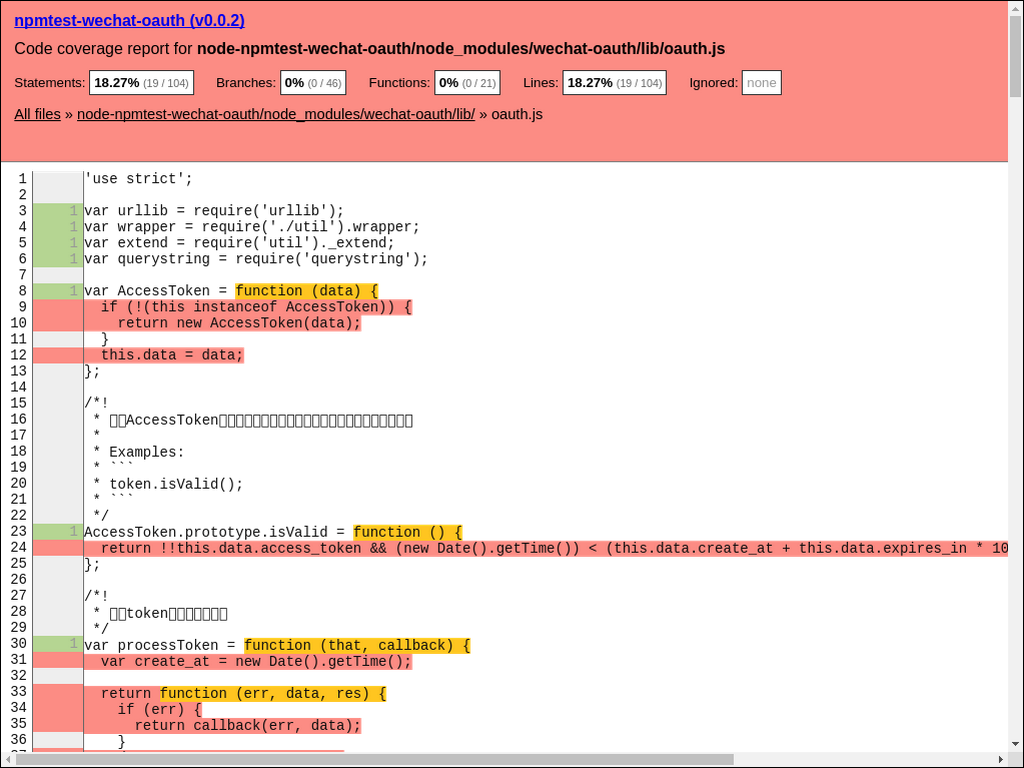 npmtest-wechat-oauth (v0.0.2)
Code coverage report for node-npmtest-wechat-oauth/node_modules/wechat-oauth/lib/oauth.js
Statements: 18.27% (19 / 104) Branches: 0% (0 / 46) Functions: 0% (0 / 21) Lines: 18.27% (19 / 104) Ignored: none
All files » node-npmtest-wechat-oauth/node_modules/wechat-oauth/lib/ » oauth.js
1 'use strict';
2
3 1 var urllib = require('urllib');
4 1 var wrapper = require('./util').wrapper;
5 1 var extend = require('util')._extend;
6 1 var querystring = require('querystring');
7
8 1 var AccessToken = function (data) {
9 if (!(this instanceof AccessToken)) {
10 return new AccessToken(data);
11 }
12 this.data = data;
13 };
14
15 /*!
16 * AccessToken
17 *
18 * Examples:
19 * ```
20 * token.isValid();
21 * ```
22 */
23 1 AccessToken.prototype.isValid = function () {
24 return !!this.data.access_token && (new Date().getTime()) < (this.data.create_at + this.data.expires_in * 10
25 };
26
27 /*!
28 * token
29 */
30 1 var processToken = function (that, callback) {
31 var create_at = new Date().getTime();
32
33 return function (err, data, res) {
34 if (err) {
35 return callback(err, data);
36 }